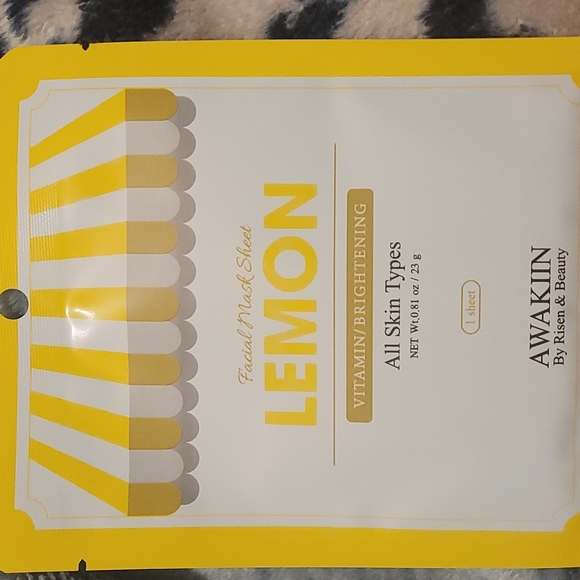 Facial Mask Sheet
LEMON
VITAMIN/BRIGHTENING
All Skin Types
NET Wt.0.81 oz / 23 g
1 sheet
AWAKIIN
By Risen & Beauty